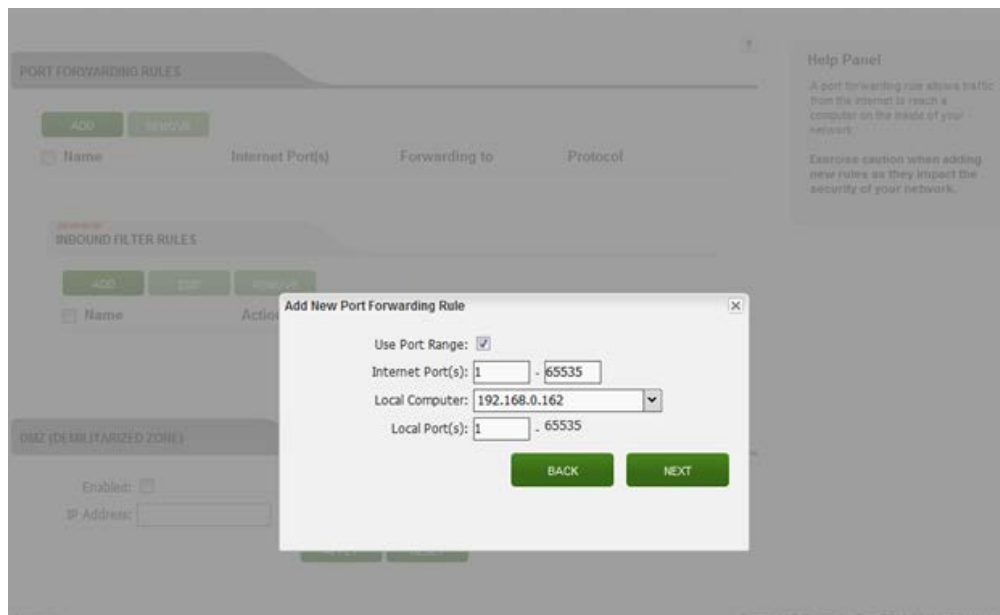 PORT FORWARDING RULES
?
ADD REMOVE
Name Internet Port(s) Forwarding to Protocol
INBOUND FILTER RULES
ADD EDIT REMOVE
Name Action
Add New Port Forwarding Rule
Use Port Range:
Internet Port(s): 1 - 65535
Local Computer: 192.168.0.162
Local Port(s): 1 - 65535
BACK NEXT
DMZ (DEMILITARIZED ZONE)
Enabled:
IP Address:
Help Panel
A port forwarding rule allows traffic
from the internet to reach a
computer on the inside of your
network.
Exercise caution when adding
new rules as they impact the
security of your network.